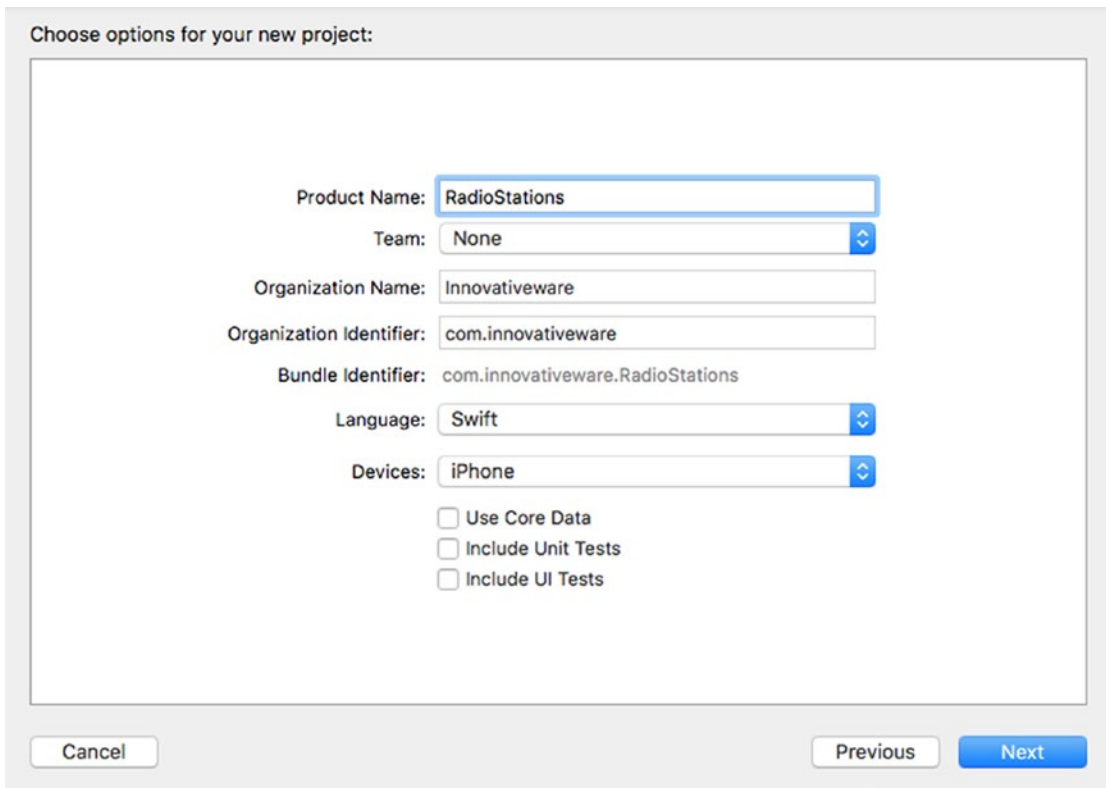 Choose options for your new project:
Product Name: RadioStations
Team: None
Organization Name: Innovativeware
Organization Identifier: com.innovativeware
Bundle Identifier: com.innovativeware.RadioStations
Language: Swift
Devices: iPhone
Use Core Data
Include Unit Tests
Include UI Tests
Cancel Previous Next